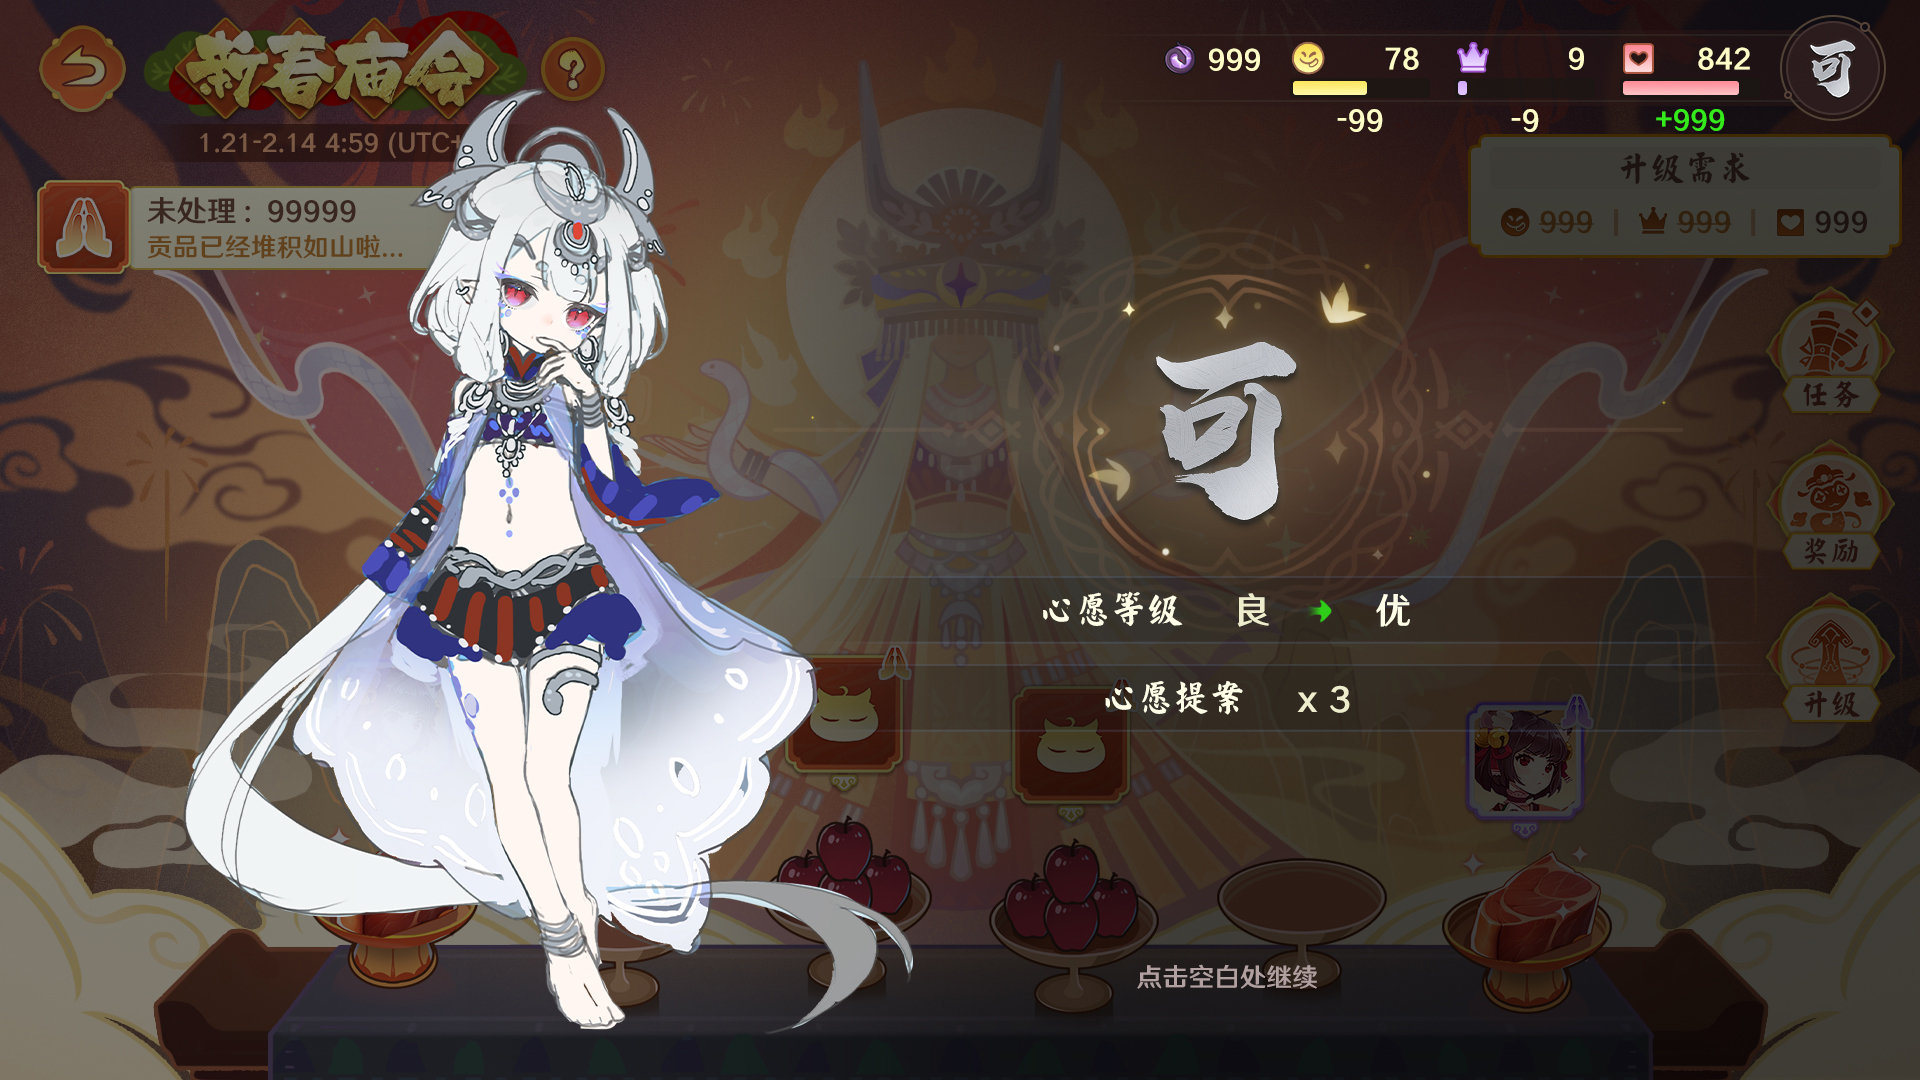 新春庙会
?
1.21-2.14 4:59 (UTC+
未处理：99999
贡品已经堆积如山啦...
999 78 9 842
-99 -9 +999
可
升级需求
999 999 999
任务
奖励
升级
可
心愿等级 良 优
心愿提案 x 3
点击空白处继续